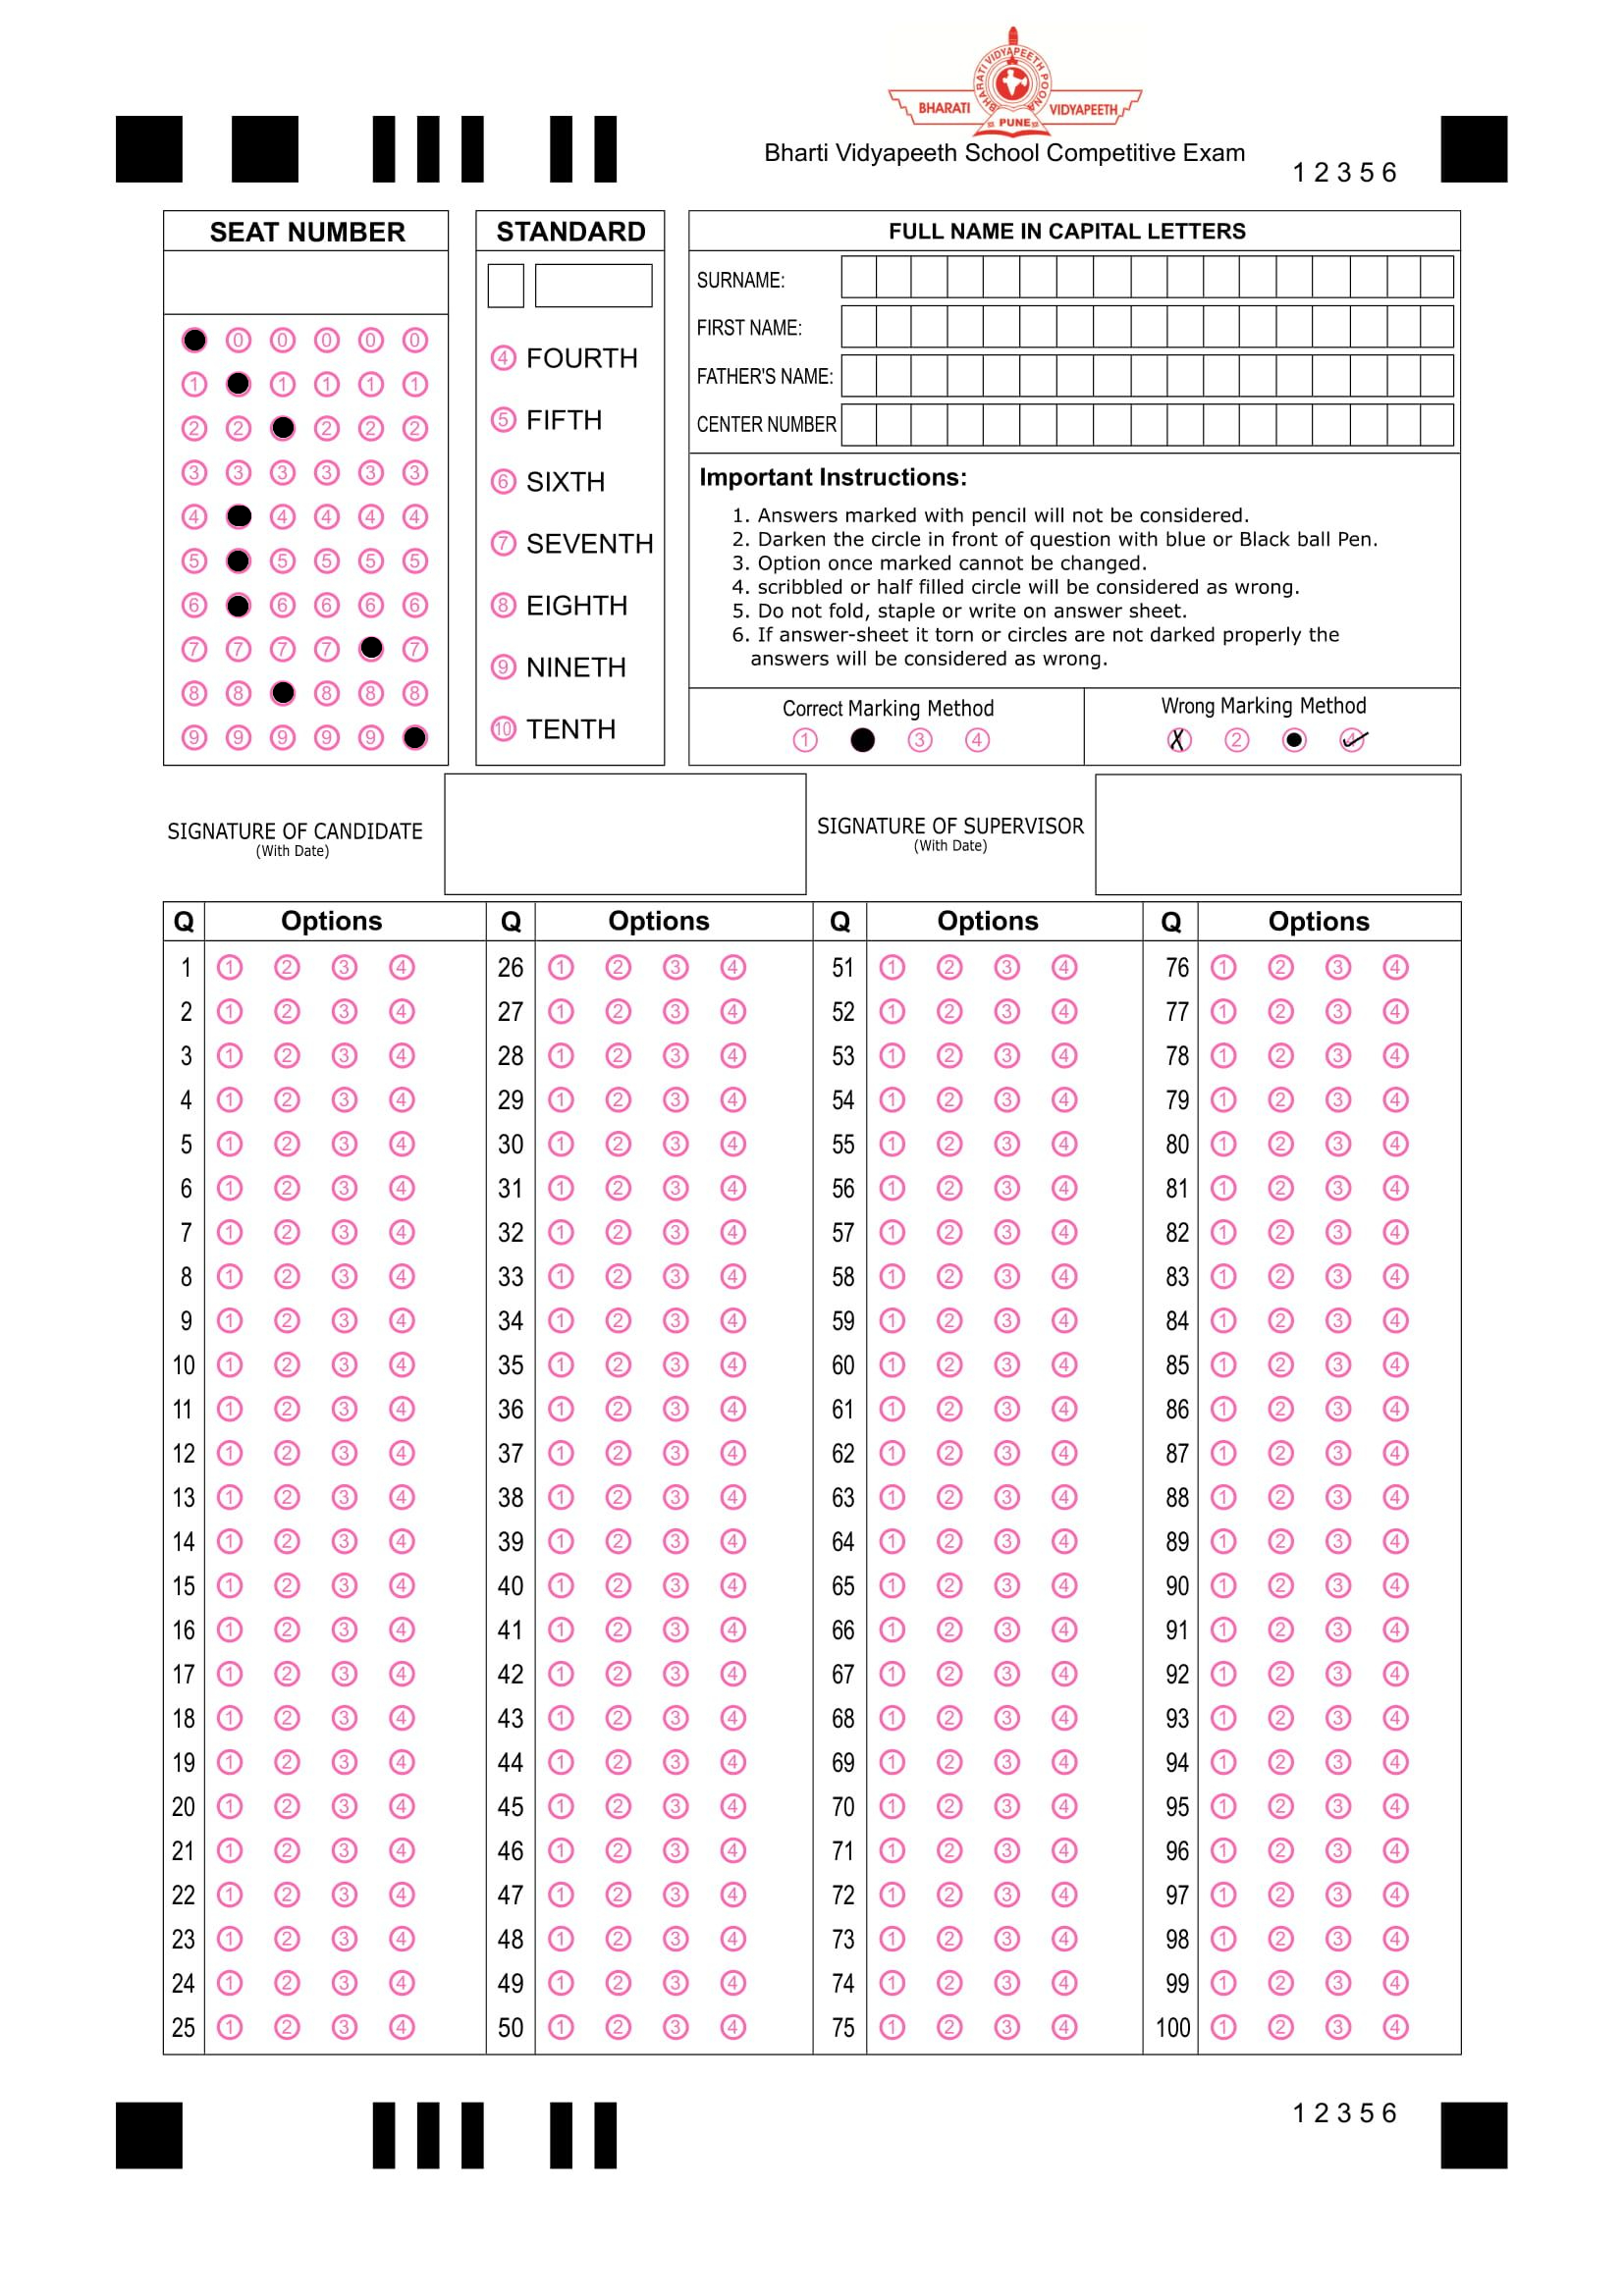 BHARATI VIDYAPEETH POONA
BHARATI VIDYAPEETH
PUNE
Bharti Vidyapeeth School Competitive Exam
1 2 3 5 6
SEAT NUMBER
0 0 0 0 0
1 1 1 1 1
2 2 2 2 2
3 3 3 3 3 3
4 4 4 4 4
5 5 5 5 5
6 6 6 6 6
7 7 7 7 7
8 8 8 8 8
9 9 9 9 9
STANDARD
4 FOURTH
5 FIFTH
6 SIXTH
7 SEVENTH
8 EIGHTH
9 NINETH
10 TENTH
FULL NAME IN CAPITAL LETTERS
SURNAME:
FIRST NAME:
FATHER'S NAME:
CENTER NUMBER
Important Instructions:
1. Answers marked with pencil will not be considered.
2. Darken the circle in front of question with blue or Black ball Pen.
3. Option once marked cannot be changed.
4. scribbled or half filled circle will be considered as wrong.
5. Do not fold, staple or write on answer sheet.
6. If answer-sheet it torn or circles are not darked properly the
answers will be considered as wrong.
Correct Marking Method
1 3 4
Wrong Marking Method
2 4
SIGNATURE OF CANDIDATE
(With Date)
SIGNATURE OF SUPERVISOR
(With Date)
Q Options Q Options Q Options Q Options
1 1 2 3 4 26 1 2 3 4 51 1 2 3 4 76 1 2 3 4
2 1 2 3 4 27 1 2 3 4 52 1 2 3 4 77 1 2 3 4
3 1 2 3 4 28 1 2 3 4 53 1 2 3 4 78 1 2 3 4
4 1 2 3 4 29 1 2 3 4 54 1 2 3 4 79 1 2 3 4
5 1 2 3 4 30 1 2 3 4 55 1 2 3 4 80 1 2 3 4
6 1 2 3 4 31 1 2 3 4 56 1 2 3 4 81 1 2 3 4
7 1 2 3 4 32 1 2 3 4 57 1 2 3 4 82 1 2 3 4
8 1 2 3 4 33 1 2 3 4 58 1 2 3 4 83 1 2 3 4
9 1 2 3 4 34 1 2 3 4 59 1 2 3 4 84 1 2 3 4
10 1 2 3 4 35 1 2 3 4 60 1 2 3 4 85 1 2 3 4
11 1 2 3 4 36 1 2 3 4 61 1 2 3 4 86 1 2 3 4
12 1 2 3 4 37 1 2 3 4 62 1 2 3 4 87 1 2 3 4
13 1 2 3 4 38 1 2 3 4 63 1 2 3 4 88 1 2 3 4
14 1 2 3 4 39 1 2 3 4 64 1 2 3 4 89 1 2 3 4
15 1 2 3 4 40 1 2 3 4 65 1 2 3 4 90 1 2 3 4
16 1 2 3 4 41 1 2 3 4 66 1 2 3 4 91 1 2 3 4
17 1 2 3 4 42 1 2 3 4 67 1 2 3 4 92 1 2 3 4
18 1 2 3 4 43 1 2 3 4 68 1 2 3 4 93 1 2 3 4
19 1 2 3 4 44 1 2 3 4 69 1 2 3 4 94 1 2 3 4
20 1 2 3 4 45 1 2 3 4 70 1 2 3 4 95 1 2 3 4
21 1 2 3 4 46 1 2 3 4 71 1 2 3 4 96 1 2 3 4
22 1 2 3 4 47 1 2 3 4 72 1 2 3 4 97 1 2 3 4
23 1 2 3 4 48 1 2 3 4 73 1 2 3 4 98 1 2 3 4
24 1 2 3 4 49 1 2 3 4 74 1 2 3 4 99 1 2 3 4
25 1 2 3 4 50 1 2 3 4 75 1 2 3 4 100 1 2 3 4
1 2 3 5 6